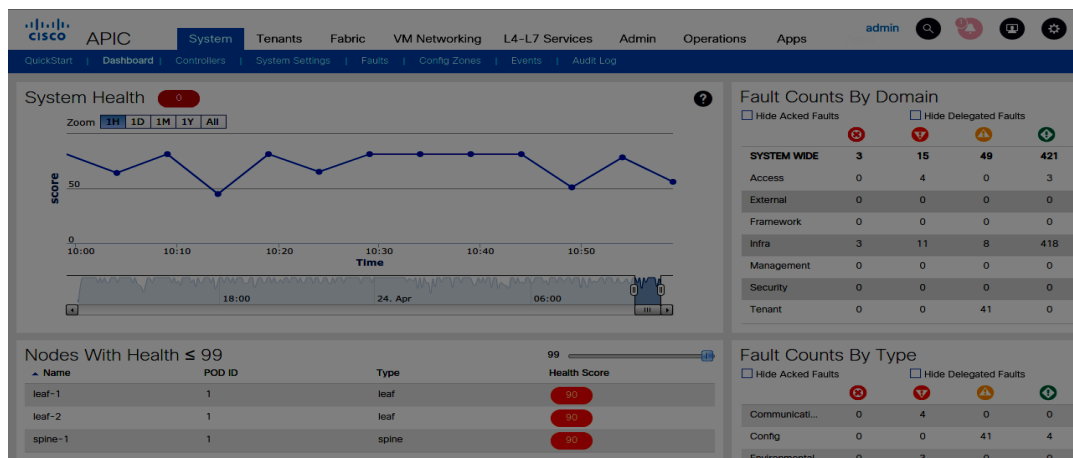 CISCO APIC System Tenants Fabric VM Networking L4-L7 Services Admin Operations Apps admin
QuickStart | Dashboard | Controllers | System Settings | Faults | Config Zones | Events | Audit Log
System Health 0 ?
Zoom 1H 1D 1M 1Y All
score
50
0
10:00 10:10 10:20 10:30 10:40 10:50
Time
18:00 24. Apr 06:00
Fault Counts By Domain
Hide Acked Faults Hide Delegated Faults
SYSTEM WIDE 3 15 49 421
Access 0 4 0 3
External 0 0 0 0
Framework 0 0 0 0
Infra 3 11 8 418
Management 0 0 0 0
Security 0 0 0 0
Tenant 0 0 41 0
Nodes With Health ≤ 99 99
Name POD ID Type Health Score
leaf-1 1 leaf 90
leaf-2 1 leaf 90
spine-1 1 spine 90
Fault Counts By Type
Hide Acked Faults Hide Delegated Faults
Communicati... 0 4 0 0
Config 0 0 41 4
Environmental 0 3 0 0